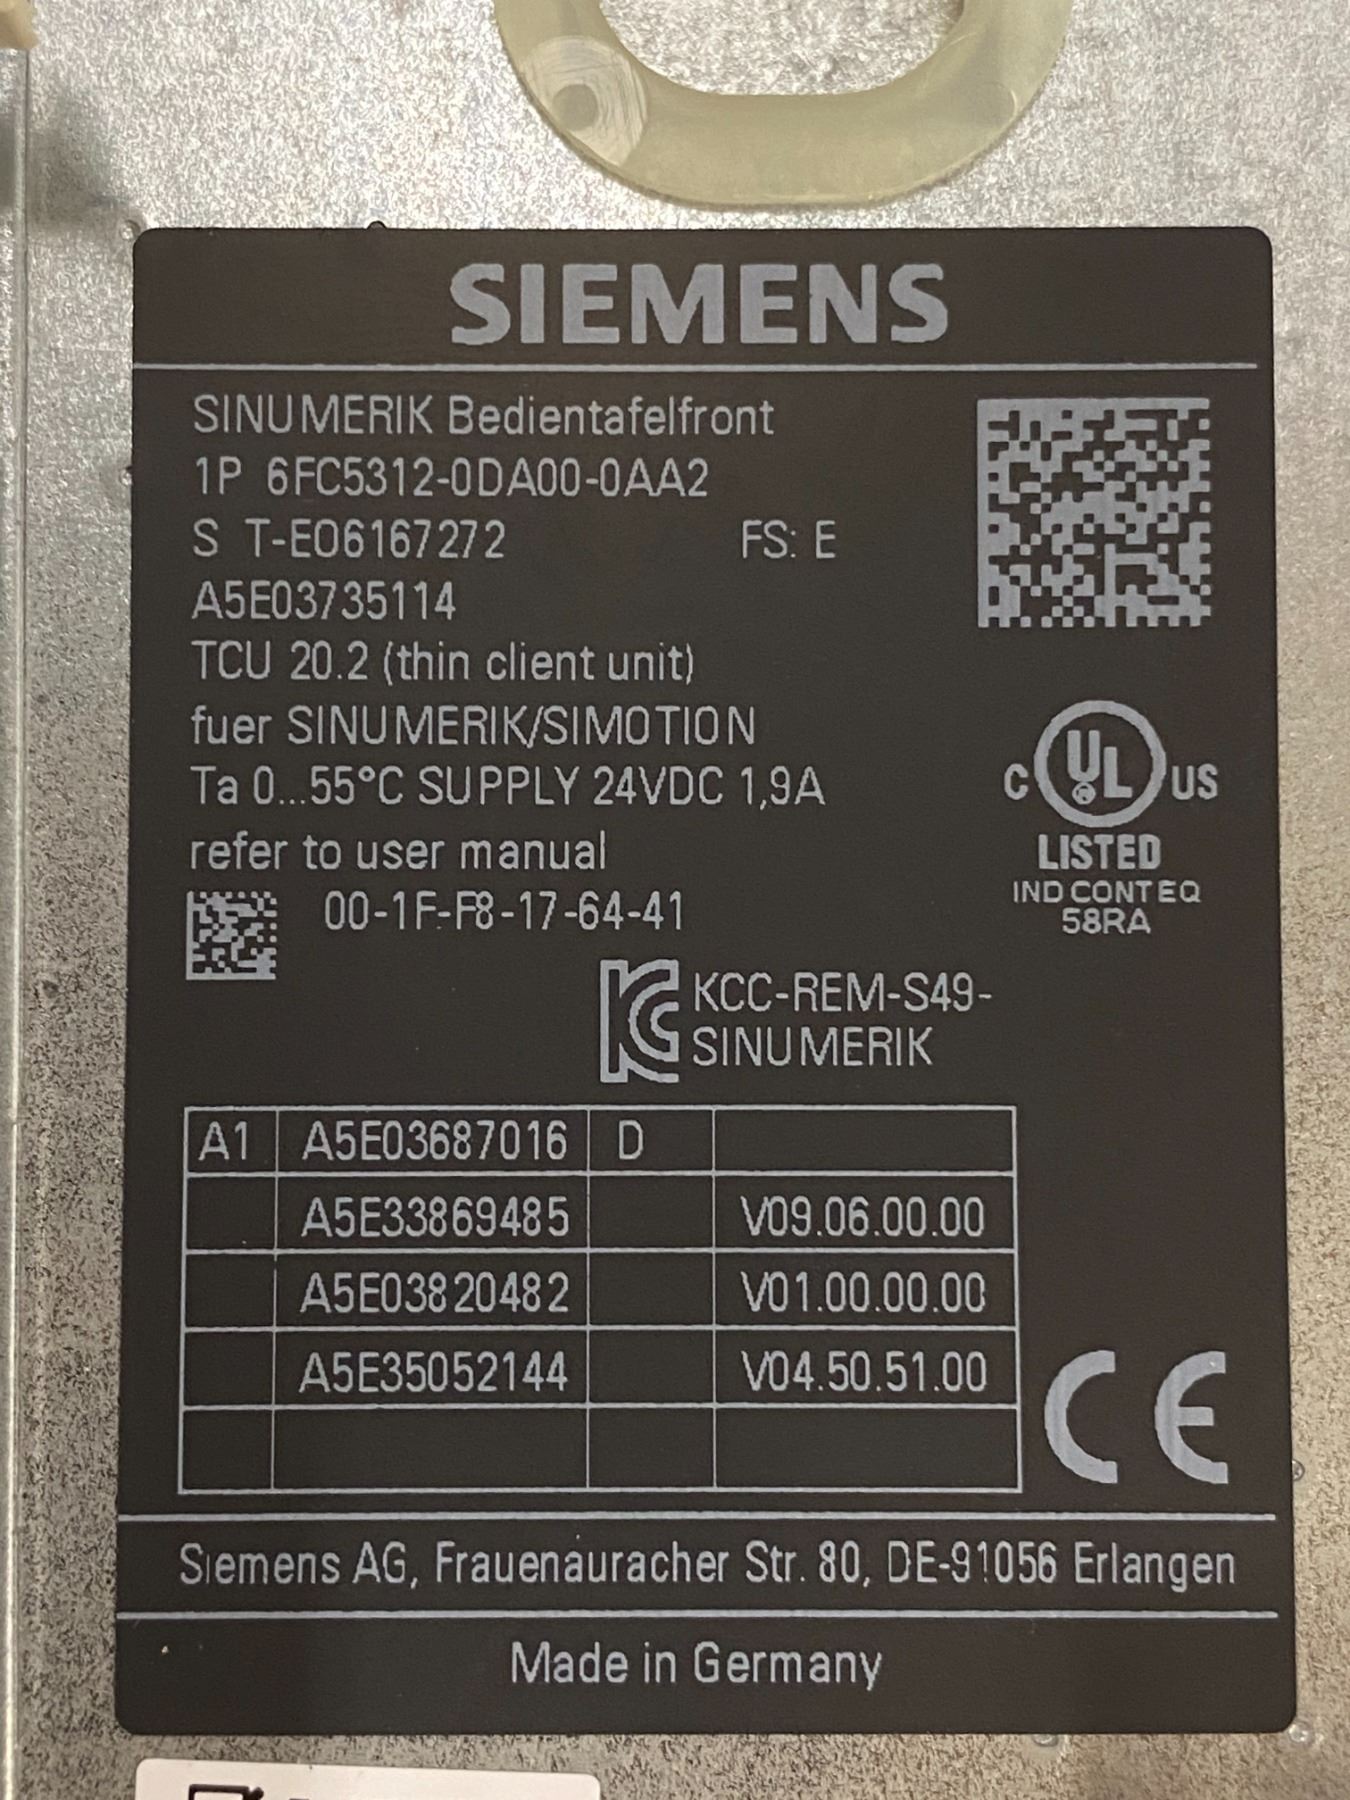 SIEMENS
SINUMERIK Bedientafelfront
1P 6FC5312-0DA00-0AA2
S T-E06167272 FS: E
A5E03735114
TCU 20.2 (thin client unit)
fuer SINUMERIK/SIMOTION
Ta 0...55°C SUPPLY 24VDC 1,9A
refer to user manual
00-1F-F8-17-64-41
C UL US
LISTED
IND CONT EQ
58RA
KCC-REM-S49-
SINUMERIK
A1 A5E03687016 D
A5E33869485 V09.06.00.00
A5E03820482 V01.00.00.00
A5E35052144 V04.50.51.00
CE
Siemens AG, Frauenauracher Str. 80, DE-91056 Erlangen
Made in Germany